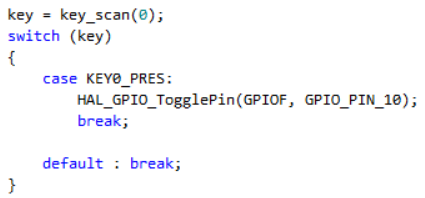 key = key_scan(0);
switch (key)
{
    case KEY0_PRES:
        HAL_GPIO_TogglePin(GPIOF, GPIO_PIN_10);
        break;

    default : break;
}